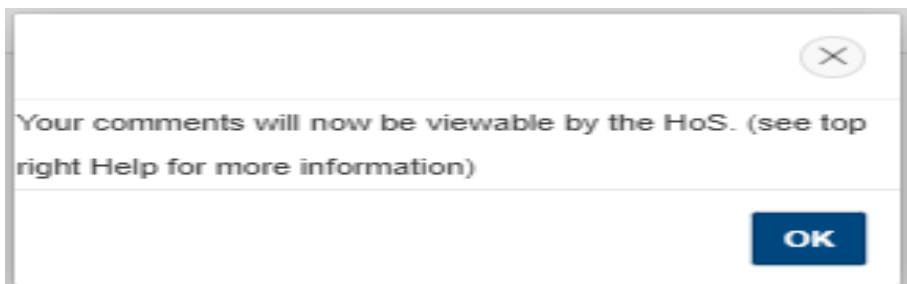 Your comments will now be viewable by the HoS. (see top
right Help for more information)
OK